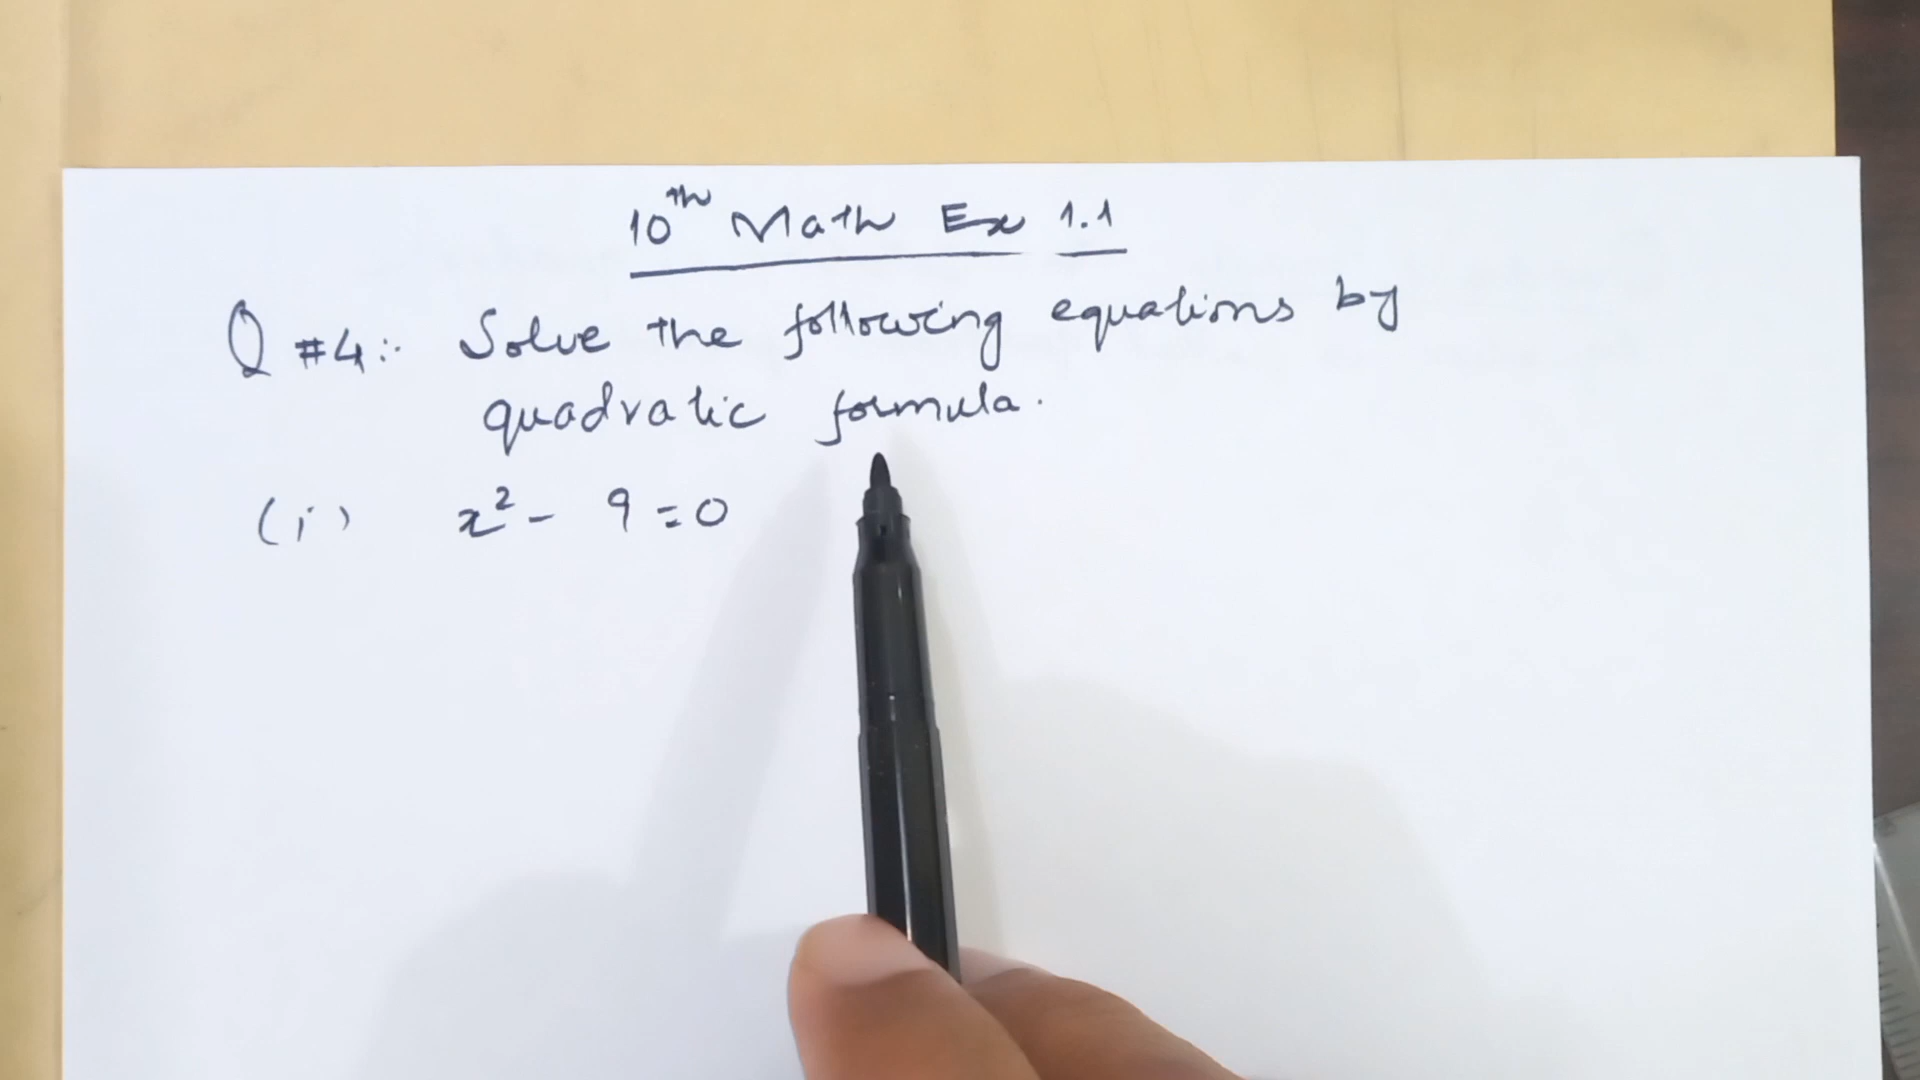 10th Math Ex 1.1
Q #4:- Solve the following equations by
quadratic formula.
(i) x² - 9 = 0